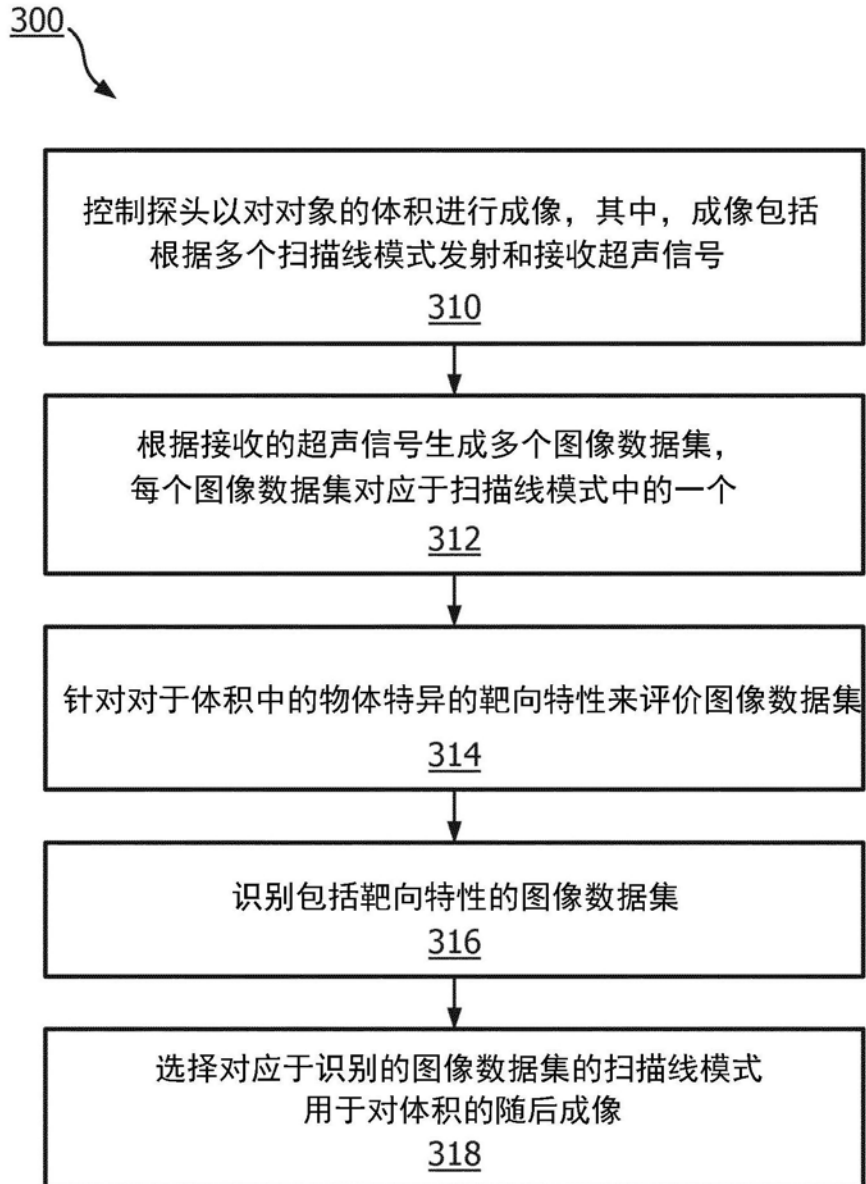 300
控制探头以对对象的体积进行成像，其中，成像包括
根据多个扫描线模式发射和接收超声信号
310
根据接收的超声信号生成多个图像数据集，
每个图像数据集对应于扫描线模式中的一个
312
针对对于体积中的物体特异的靶向特性来评价图像数据集
314
识别包括靶向特性的图像数据集
316
选择对应于识别的图像数据集的扫描线模式
用于对体积的随后成像
318